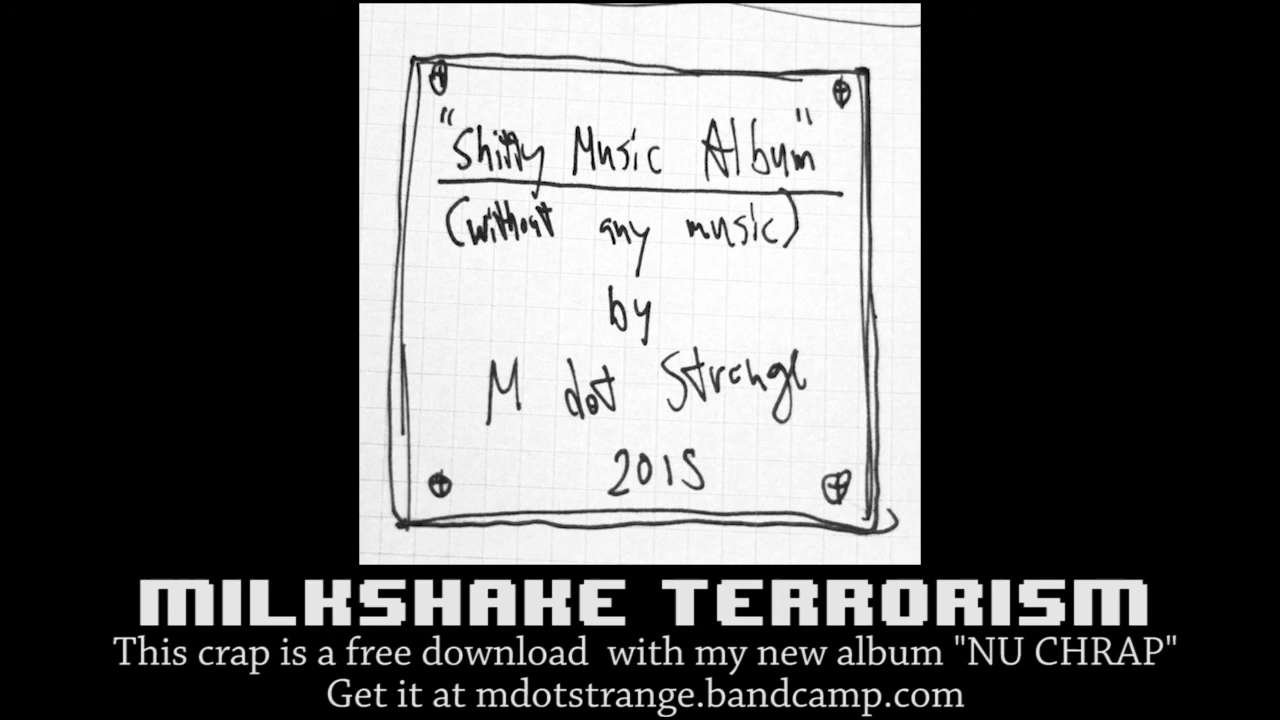 "Shitty Music Album"
(without any music)
by
M dot Strange
2015
MILKSHAKE TERRORISM
This crap is a free download with my new album "NU CHRAP"
Get it at mdotstrange.bandcamp.com